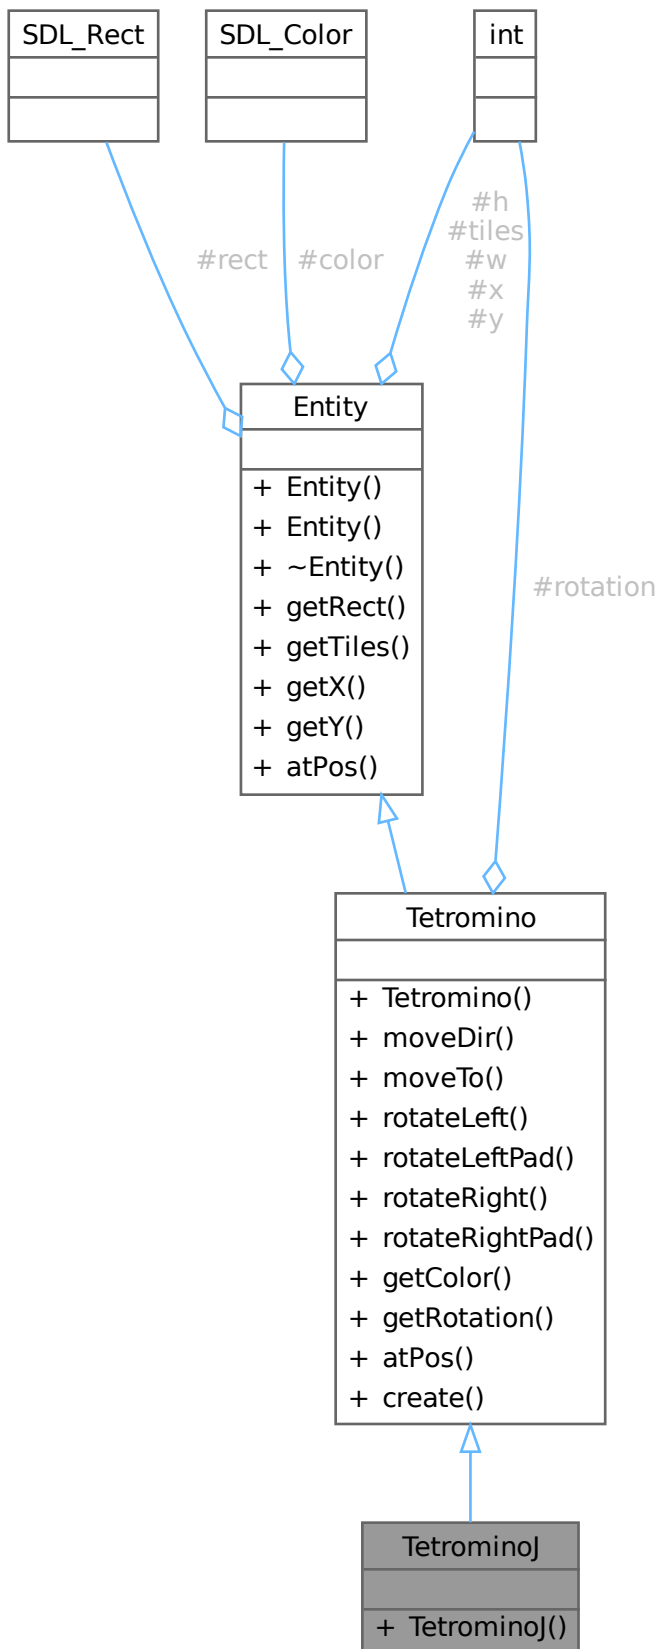 SDL_Rect
SDL_Color
int
#h
#tiles
#w
#x
#y
#rect
#color
Entity
+ Entity()
+ Entity()
+ ~Entity()
+ getRect()
+ getTiles()
+ getX()
+ getY()
+ atPos()
#rotation
Tetromino
+ Tetromino()
+ moveDir()
+ moveTo()
+ rotateLeft()
+ rotateLeftPad()
+ rotateRight()
+ rotateRightPad()
+ getColor()
+ getRotation()
+ atPos()
+ create()
TetrominoJ
+ TetrominoJ()